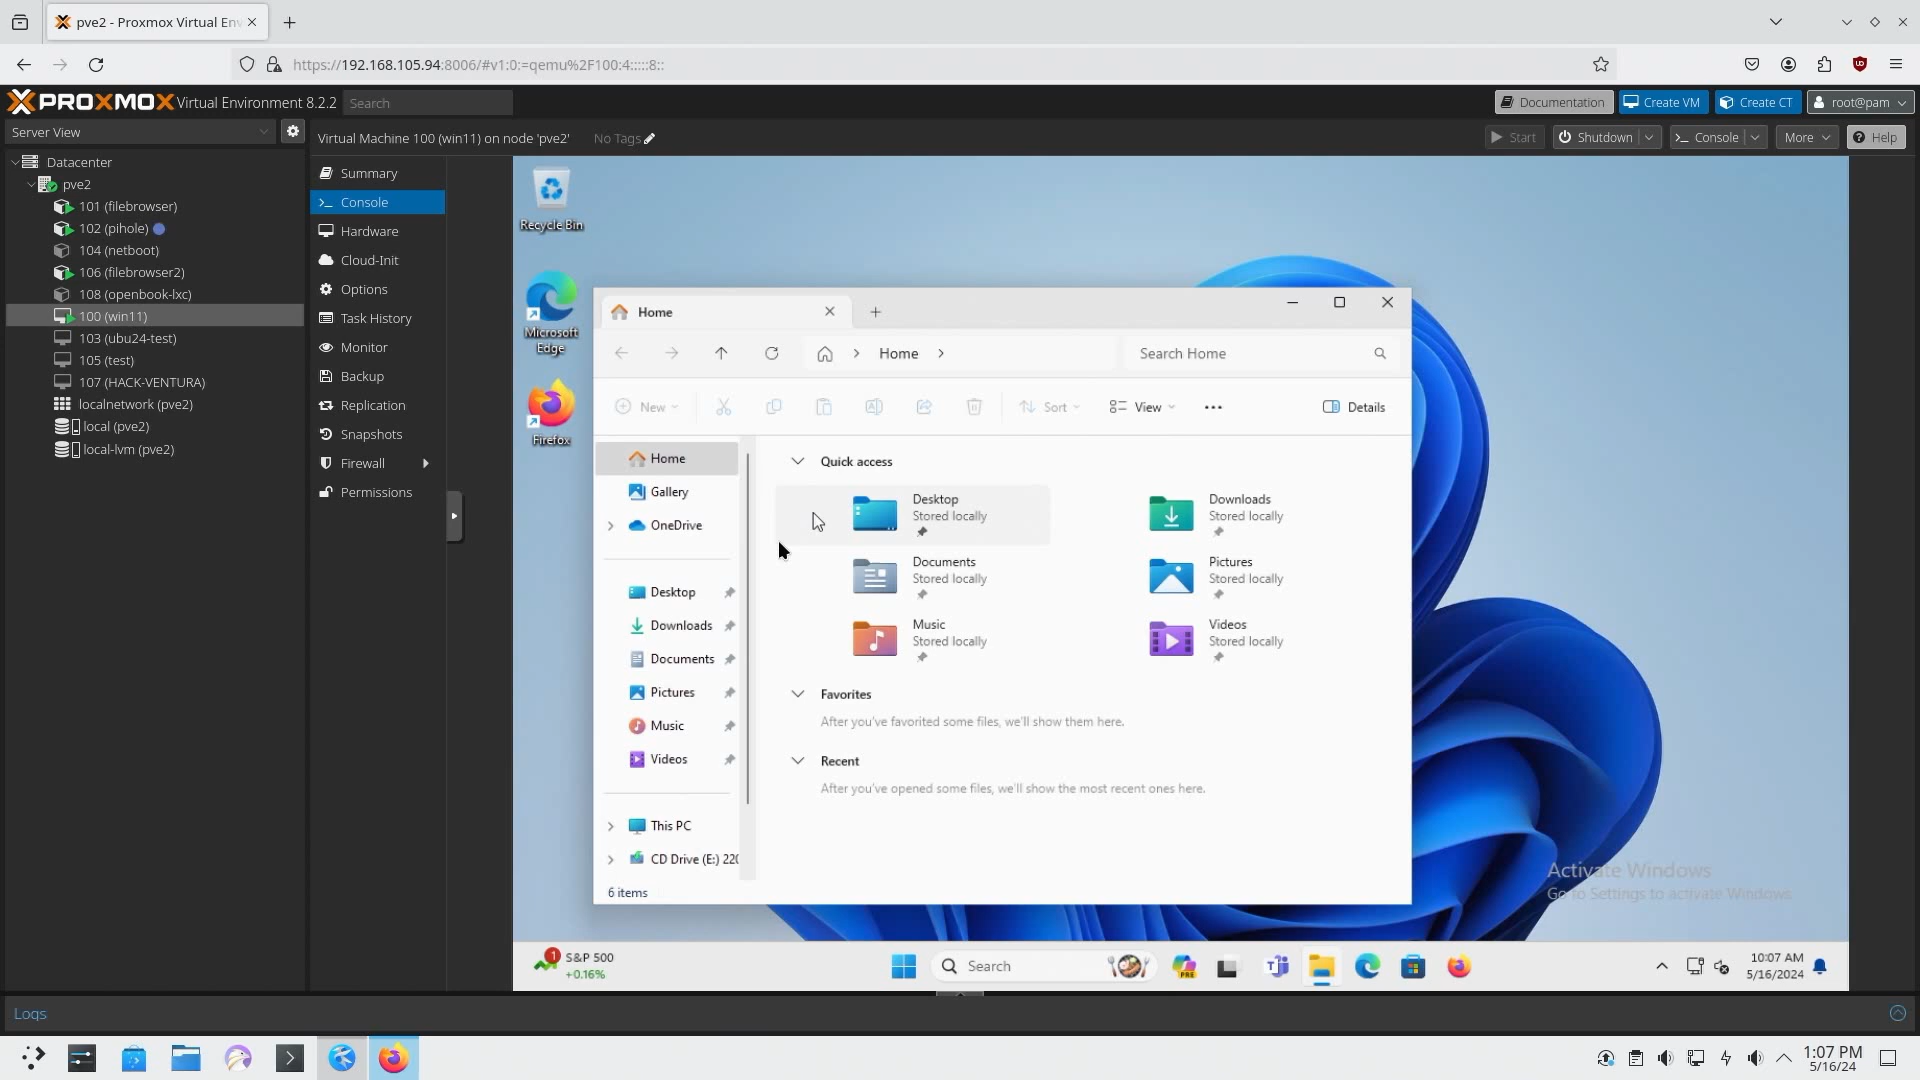 pve2 - Proxmox Virtual En
https://192.168.105.94:8006/#v1:0:=qemu%2F100:4:::::8::
PROXMOX Virtual Environment 8.2.2
Search
Documentation
Create VM
Create CT
root@pam
Server View
Virtual Machine 100 (win11) on node 'pve2'
No Tags
Start
Shutdown
Console
More
Help
Datacenter
pve2
101 (filebrowser)
102 (pihole)
104 (netboot)
106 (filebrowser2)
108 (openbook-lxc)
100 (win11)
103 (ubu24-test)
105 (test)
107 (HACK-VENTURA)
localnetwork (pve2)
local (pve2)
local-lvm (pve2)
Summary
Console
Hardware
Cloud-Init
Options
Task History
Monitor
Backup
Replication
Snapshots
Firewall
Permissions
Recycle Bin
Microsoft
Edge
Firefox
Home
Home
Search Home
New
Sort
View
Details
Home
Gallery
OneDrive
Desktop
Downloads
Documents
Pictures
Music
Videos
This PC
CD Drive (E:) 220
6 items
Quick access
Desktop
Stored locally
Downloads
Stored locally
Documents
Stored locally
Pictures
Stored locally
Music
Stored locally
Videos
Stored locally
Favorites
After you've favorited some files, we'll show them here.
Recent
After you've opened some files, we'll show the most recent ones here.
Activate Windows
Go to Settings to activate Windows.
1
S&P 500
+0.16%
Search
PRE
10:07 AM
5/16/2024
Logs
1:07 PM
5/16/24